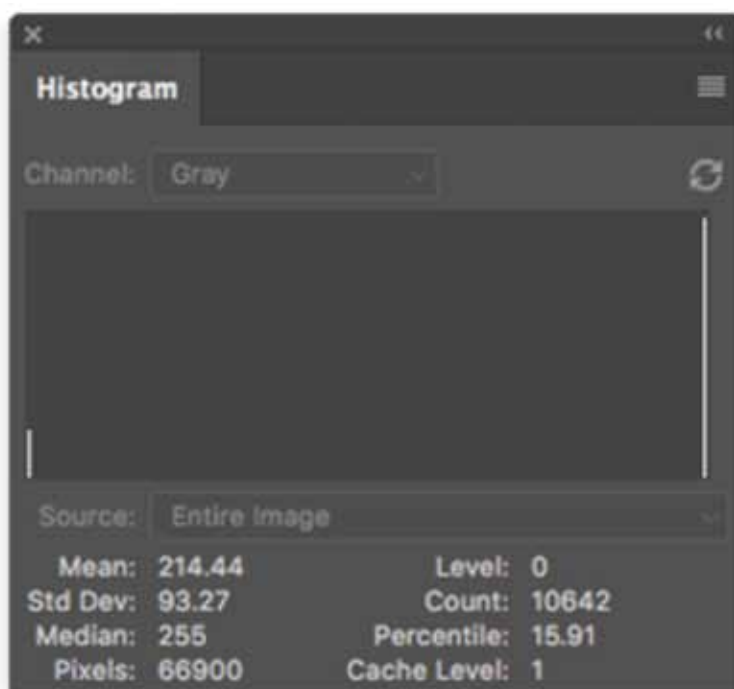 Histogram
Channel: Gray
Source: Entire Image
Mean: 214.44 Level: 0
Std Dev: 93.27 Count: 10642
Median: 255 Percentile: 15.91
Pixels: 66900 Cache Level: 1